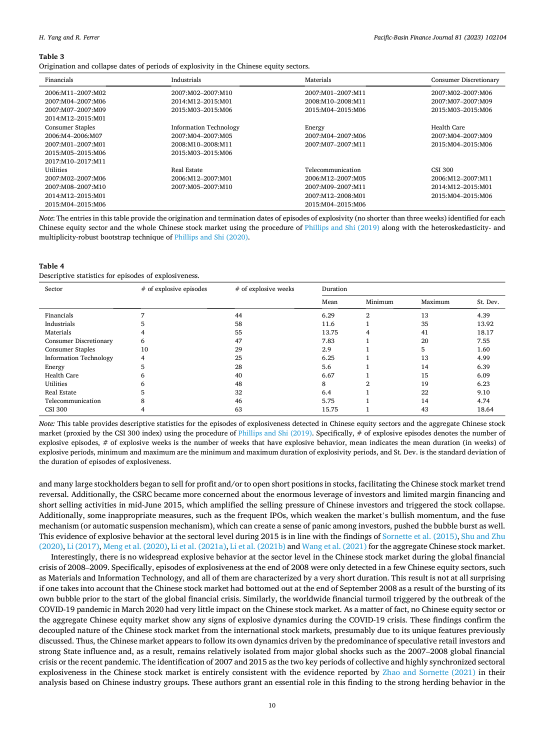 H. Yang and R. Ferrer
Pacific-Basin Finance Journal 81 (2023) 102104
Table 3
Origination and collapse dates of periods of explosivity in the Chinese equity sectors.
Financials Industrials Materials Consumer Discretionary
2006:M11–2007:M02 2007:M02–2007:M10 2007:M01–2007:M11 2007:M02–2007:M06
2007:M04–2007:M06 2014:M12–2015:M01 2008:M10–2008:M11 2007:M07–2007:M09
2007:M07–2007:M09 2015:M03–2015:M06 2015:M04–2015:M06 2015:M03–2015:M06
2014:M12–2015:M01
Consumer Staples Information Technology Energy Health Care
2006:M4–2006:M07 2007:M04–2007:M05 2007:M04–2007:M06 2007:M04–2007:M09
2007:M01–2007:M01 2008:M10–2008:M11 2007:M07–2007:M11 2015:M04–2015:M06
2015:M05–2015:M06 2015:M03–2015:M06
2017:M10–2017:M11
Utilities Real Estate Telecommunication CSI 300
2007:M02–2007:M06 2006:M12–2007:M01 2006:M12–2007:M05 2006:M12–2007:M11
2007:M08–2007:M10 2007:M05–2007:M10 2007:M09–2007:M11 2014:M12–2015:M01
2014:M12–2015:M01 2007:M12–2008:M01 2015:M04–2015:M06
2015:M04–2015:M06 2015:M04–2015:M06
Note: The entries in this table provide the origination and termination dates of episodes of explosivity (no shorter than three weeks) identified for each
Chinese equity sector and the whole Chinese stock market using the procedure of Phillips and Shi (2019) along with the heteroskedasticity- and
multiplicity-robust bootstrap technique of Phillips and Shi (2020).
Table 4
Descriptive statistics for episodes of explosiveness.
Sector # of explosive episodes # of explosive weeks Duration
Mean Minimum Maximum St. Dev.
Financials 7 44 6.29 2 13 4.39
Industrials 5 58 11.6 1 35 13.92
Materials 4 55 13.75 4 41 18.17
Consumer Discretionary 6 47 7.83 1 20 7.55
Consumer Staples 10 29 2.9 1 5 1.60
Information Technology 4 25 6.25 1 13 4.99
Energy 5 28 5.6 1 14 6.39
Health Care 6 40 6.67 1 15 6.09
Utilities 6 48 8 2 19 6.23
Real Estate 5 32 6.4 1 22 9.10
Telecommunication 8 46 5.75 1 14 4.74
CSI 300 4 63 15.75 1 43 18.64
Note: This table provides descriptive statistics for the episodes of explosiveness detected in Chinese equity sectors and the aggregate Chinese stock
market (proxied by the CSI 300 index) using the procedure of Phillips and Shi (2019). Specifically, # of explosive episodes denotes the number of
explosive episodes, # of explosive weeks is the number of weeks that have explosive behavior, mean indicates the mean duration (in weeks) of
explosive periods, minimum and maximum are the minimum and maximum duration of explosivity periods, and St. Dev. is the standard deviation of
the duration of episodes of explosiveness.
and many large stockholders began to sell for profit and/or to open short positions in stocks, facilitating the Chinese stock market trend
reversal. Additionally, the CSRC became more concerned about the enormous leverage of investors and limited margin financing and
short selling activities in mid-June 2015, which amplified the selling pressure of Chinese investors and triggered the stock collapse.
Additionally, some inappropriate measures, such as the frequent IPOs, which weaken the market's bullish momentum, and the fuse
mechanism (or automatic suspension mechanism), which can create a sense of panic among investors, pushed the bubble burst as well.
This evidence of explosive behavior at the sectoral level during 2015 is in line with the findings of Sornette et al. (2015), Shu and Zhu
(2020), Li (2017), Meng et al. (2020), Li et al. (2021a), Li et al. (2021b) and Wang et al. (2021) for the aggregate Chinese stock market.
Interestingly, there is no widespread explosive behavior at the sector level in the Chinese stock market during the global financial
crisis of 2008–2009. Specifically, episodes of explosiveness at the end of 2008 were only detected in a few Chinese equity sectors, such
as Materials and Information Technology, and all of them are characterized by a very short duration. This result is not at all surprising
if one takes into account that the Chinese stock market had bottomed out at the end of September 2008 as a result of the bursting of its
own bubble prior to the start of the global financial crisis. Similarly, the worldwide financial turmoil triggered by the outbreak of the
COVID-19 pandemic in March 2020 had very little impact on the Chinese stock market. As a matter of fact, no Chinese equity sector or
the aggregate Chinese equity market show any signs of explosive dynamics during the COVID-19 crisis. These findings confirm the
decoupled nature of the Chinese stock market from the international stock markets, presumably due to its unique features previously
discussed. Thus, the Chinese market appears to follow its own dynamics driven by the predominance of speculative retail investors and
strong State influence and, as a result, remains relatively isolated from major global shocks such as the 2007–2008 global financial
crisis or the recent pandemic. The identification of 2007 and 2015 as the two key periods of collective and highly synchronized sectoral
explosiveness in the Chinese stock market is entirely consistent with the evidence reported by Zhao and Sornette (2021) in their
analysis based on Chinese industry groups. These authors grant an essential role in this finding to the strong herding behavior in the
10